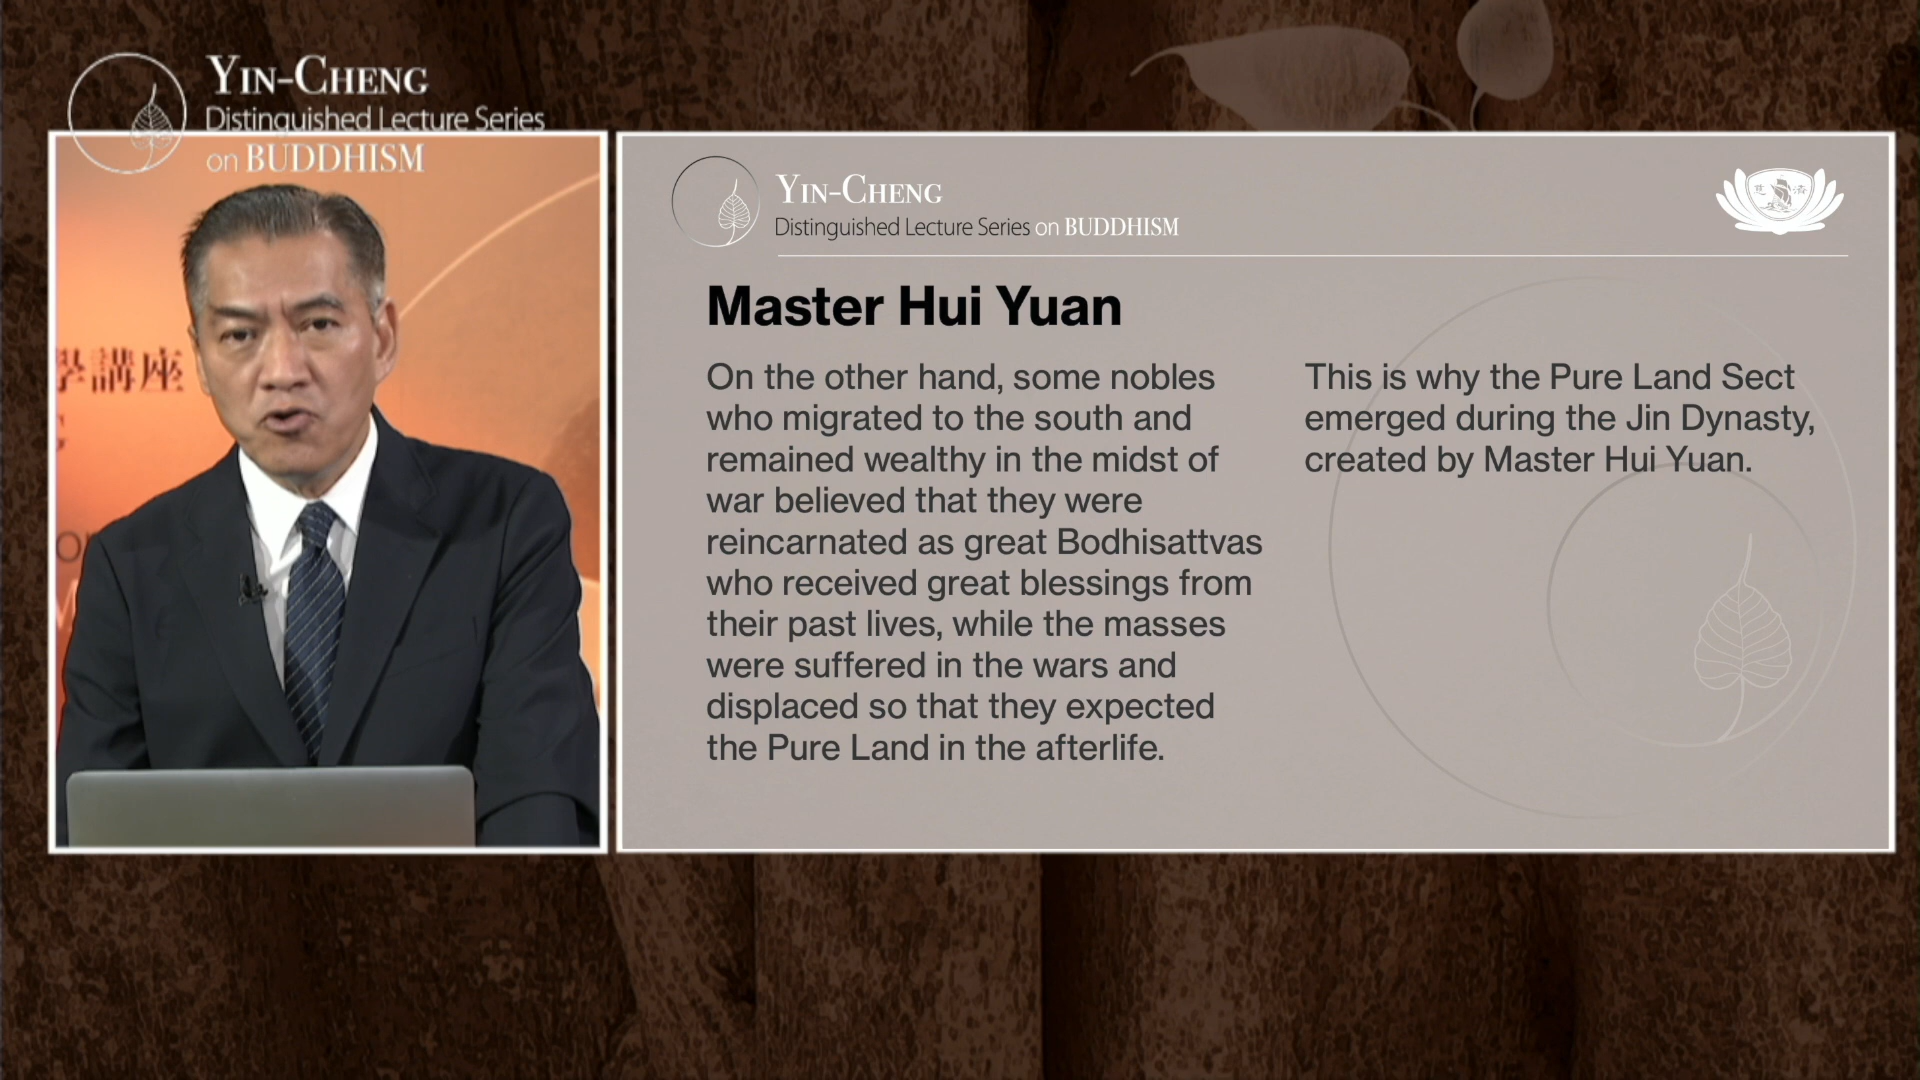 YIN-CHENG
Distinguished Lecture Series
on BUDDHISM
學講座
YIN-CHENG
Distinguished Lecture Series on BUDDHISM
慈濟
Master Hui Yuan
On the other hand, some nobles
who migrated to the south and
remained wealthy in the midst of
war believed that they were
reincarnated as great Bodhisattvas
who received great blessings from
their past lives, while the masses
were suffered in the wars and
displaced so that they expected
the Pure Land in the afterlife.
This is why the Pure Land Sect
emerged during the Jin Dynasty,
created by Master Hui Yuan.